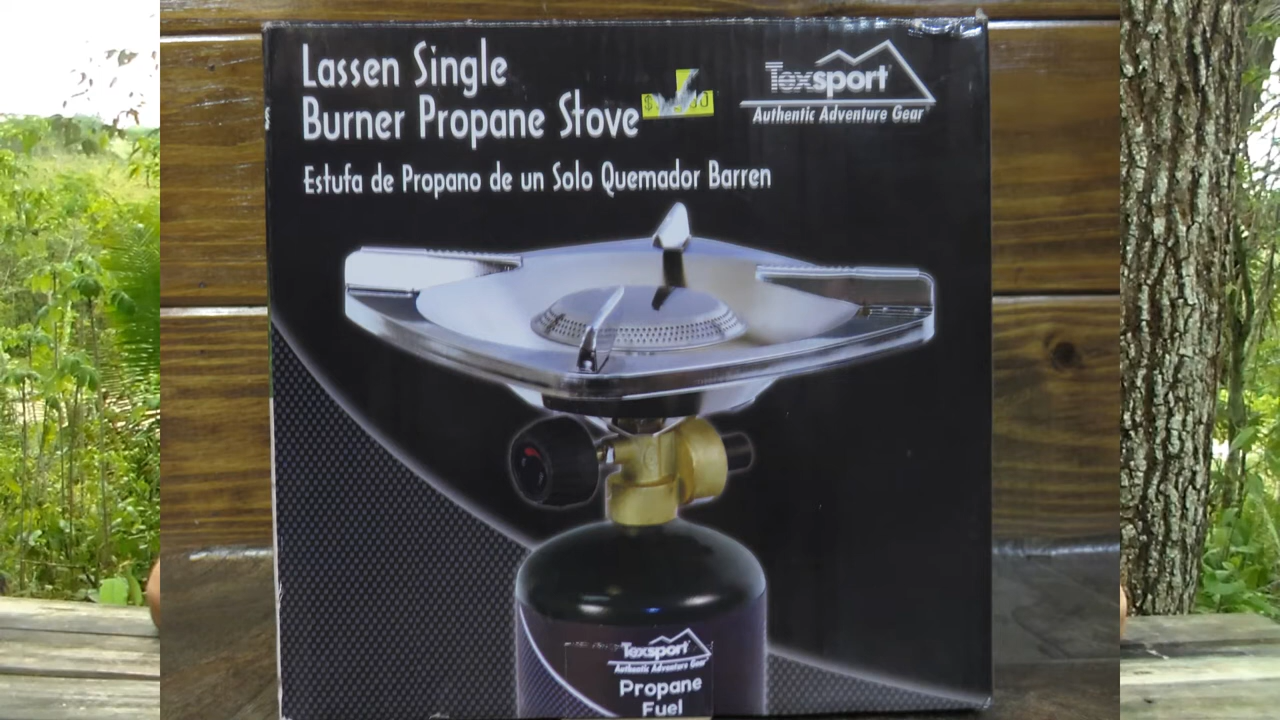 Lassen Single
Burner Propane Stove
Texsport
Authentic Adventure Gear
Estufa de Propano de un Solo Quemador Barren
Texsport
Authentic Adventure Gear
Propane
Fuel